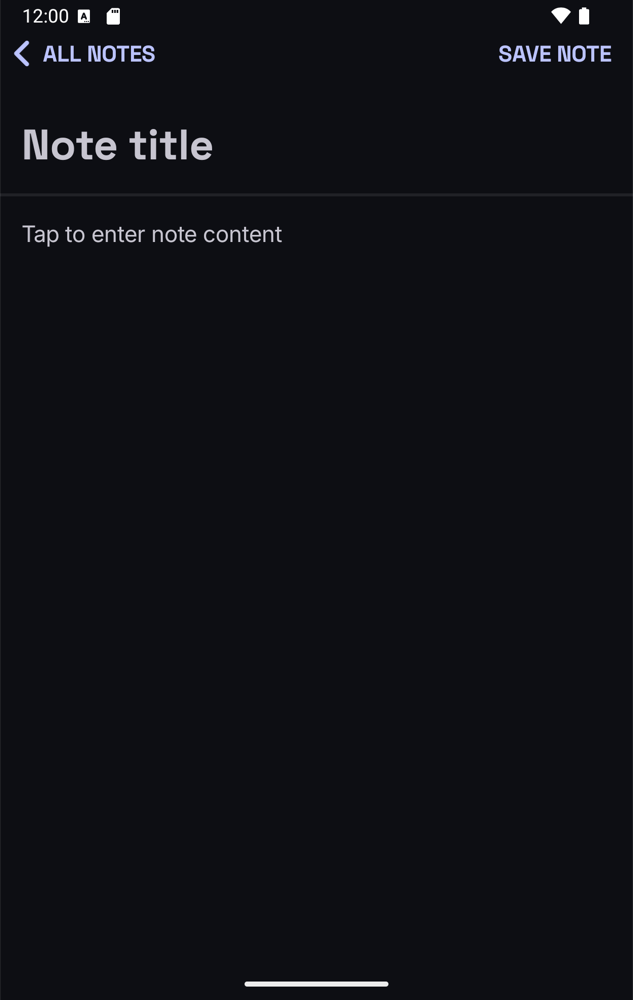 12:00
ALL NOTES
SAVE NOTE
Note title
Tap to enter note content